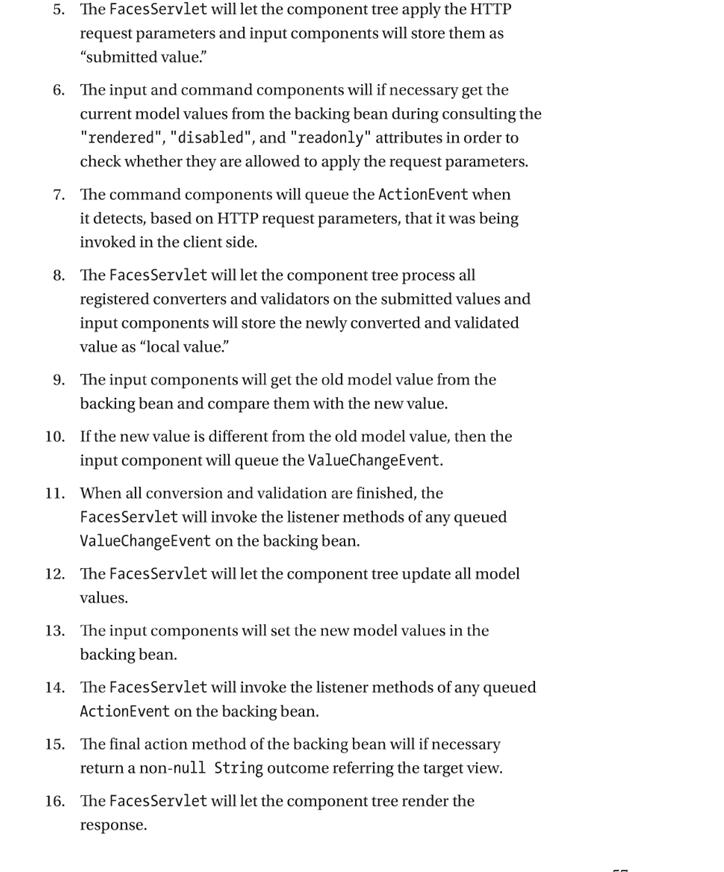 5. The FacesServlet will let the component tree apply the HTTP
request parameters and input components will store them as
“submitted value.”
6. The input and command components will if necessary get the
current model values from the backing bean during consulting the
"rendered", "disabled", and "readonly" attributes in order to
check whether they are allowed to apply the request parameters.
7. The command components will queue the ActionEvent when
it detects, based on HTTP request parameters, that it was being
invoked in the client side.
8. The FacesServlet will let the component tree process all
registered converters and validators on the submitted values and
input components will store the newly converted and validated
value as “local value.”
9. The input components will get the old model value from the
backing bean and compare them with the new value.
10. If the new value is different from the old model value, then the
input component will queue the ValueChangeEvent.
11. When all conversion and validation are finished, the
FacesServlet will invoke the listener methods of any queued
ValueChangeEvent on the backing bean.
12. The FacesServlet will let the component tree update all model
values.
13. The input components will set the new model values in the
backing bean.
14. The FacesServlet will invoke the listener methods of any queued
ActionEvent on the backing bean.
15. The final action method of the backing bean will if necessary
return a non-null String outcome referring the target view.
16. The FacesServlet will let the component tree render the
response.